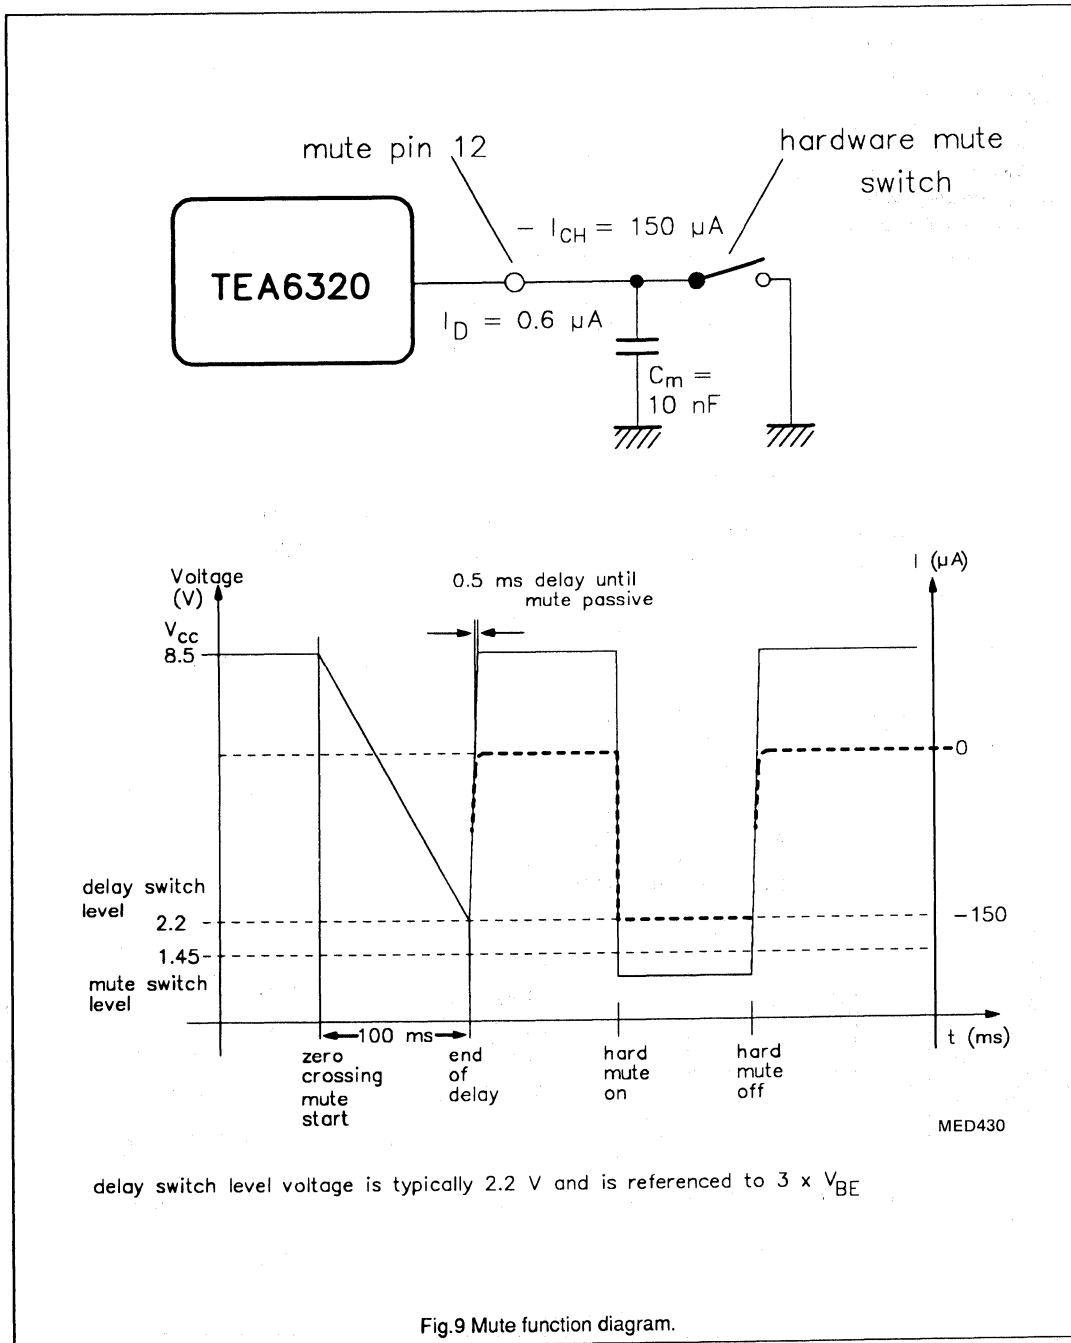 mute pin 12
hardware mute
switch
− I_CH = 150 µA
TEA6320
I_D = 0.6 µA
C_m =
10 nF
Voltage
(V)
V_CC
8.5
0.5 ms delay until
mute passive
I (µA)
0
delay switch
level
2.2
−150
1.45
mute switch
level
100 ms
t (ms)
zero
crossing
mute
start
end
of
delay
hard
mute
on
hard
mute
off
MED430
delay switch level voltage is typically 2.2 V and is referenced to 3 x V_BE
Fig.9 Mute function diagram.